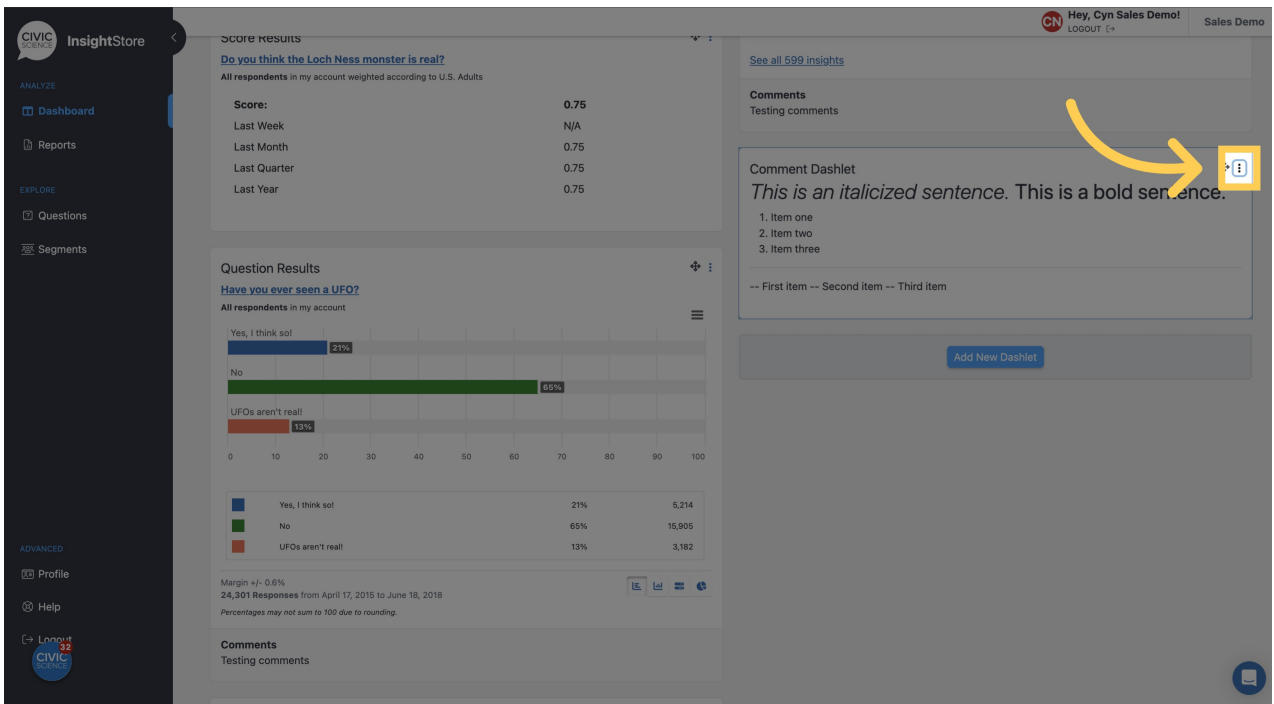 CIVIC
SCIENCE
InsightStore
ANALYZE
Dashboard
Reports
EXPLORE
Questions
Segments
ADVANCED
Profile
Help
Logout
32
CIVIC
SCIENCE
Hey, Cyn Sales Demo!
CN
LOGOUT
Sales Demo
Score Results
Do you think the Loch Ness monster is real?
All respondents in my account weighted according to U.S. Adults
Score: 0.75
Last Week N/A
Last Month 0.75
Last Quarter 0.75
Last Year 0.75
Question Results
Have you ever seen a UFO?
All respondents in my account
Yes, I think so!
21%
No
65%
UFOs aren't real!
13%
0 10 20 30 40 50 60 70 80 90 100
Yes, I think so! 21% 5,214
No 65% 15,905
UFOs aren't real! 13% 3,182
Margin +/- 0.6%
24,301 Responses from April 17, 2015 to June 18, 2018
Percentages may not sum to 100 due to rounding.
Comments
Testing comments
See all 599 insights
Comments
Testing comments
Comment Dashlet
This is an italicized sentence. This is a bold sentence.
1. Item one
2. Item two
3. Item three
-- First item -- Second item -- Third item
Add New Dashlet